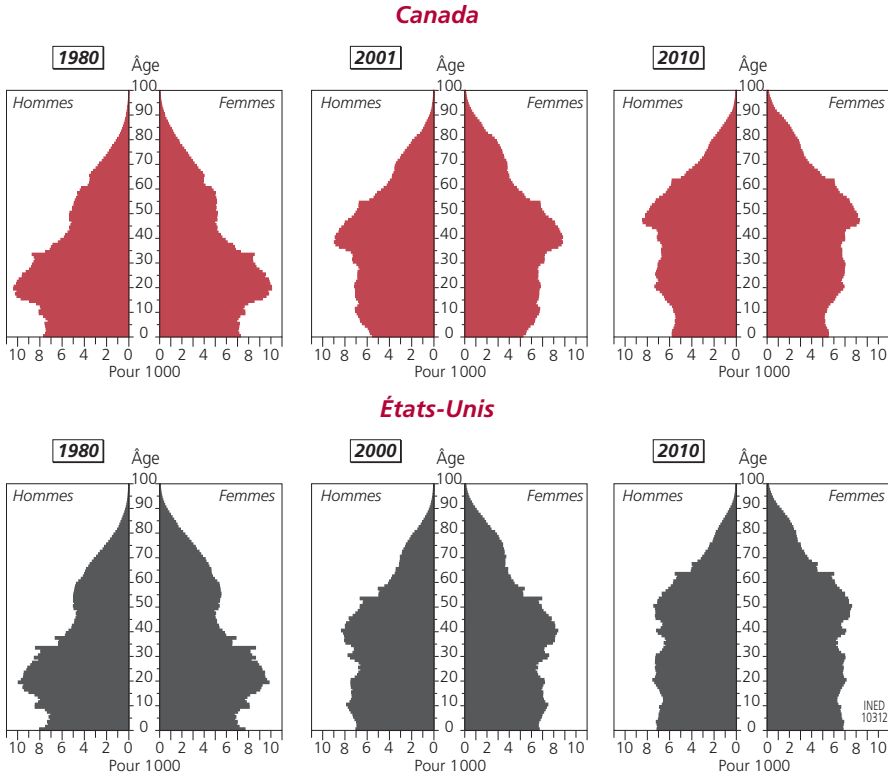 Canada
1980 2001 2010
Âge Âge Âge
100 100 100
Hommes Femmes Hommes Femmes Hommes Femmes
90 90 90
80 80 80
70 70 70
60 60 60
50 50 50
40 40 40
30 30 30
20 20 20
10 10 10
0 0 0
10 8 6 4 2 0 0 2 4 6 8 10 10 8 6 4 2 0 0 2 4 6 8 10 10 8 6 4 2 0 0 2 4 6 8 10
Pour 1000 Pour 1000 Pour 1000
États-Unis
1980 2000 2010
Âge Âge Âge
100 100 100
Hommes Femmes Hommes Femmes Hommes Femmes
90 90 90
80 80 80
70 70 70
60 60 60
50 50 50
40 40 40
30 30 30
20 20 20
10 10 10
INED
10312
0 0 0
10 8 6 4 2 0 0 2 4 6 8 10 10 8 6 4 2 0 0 2 4 6 8 10 10 8 6 4 2 0 0 2 4 6 8 10
Pour 1000 Pour 1000 Pour 1000